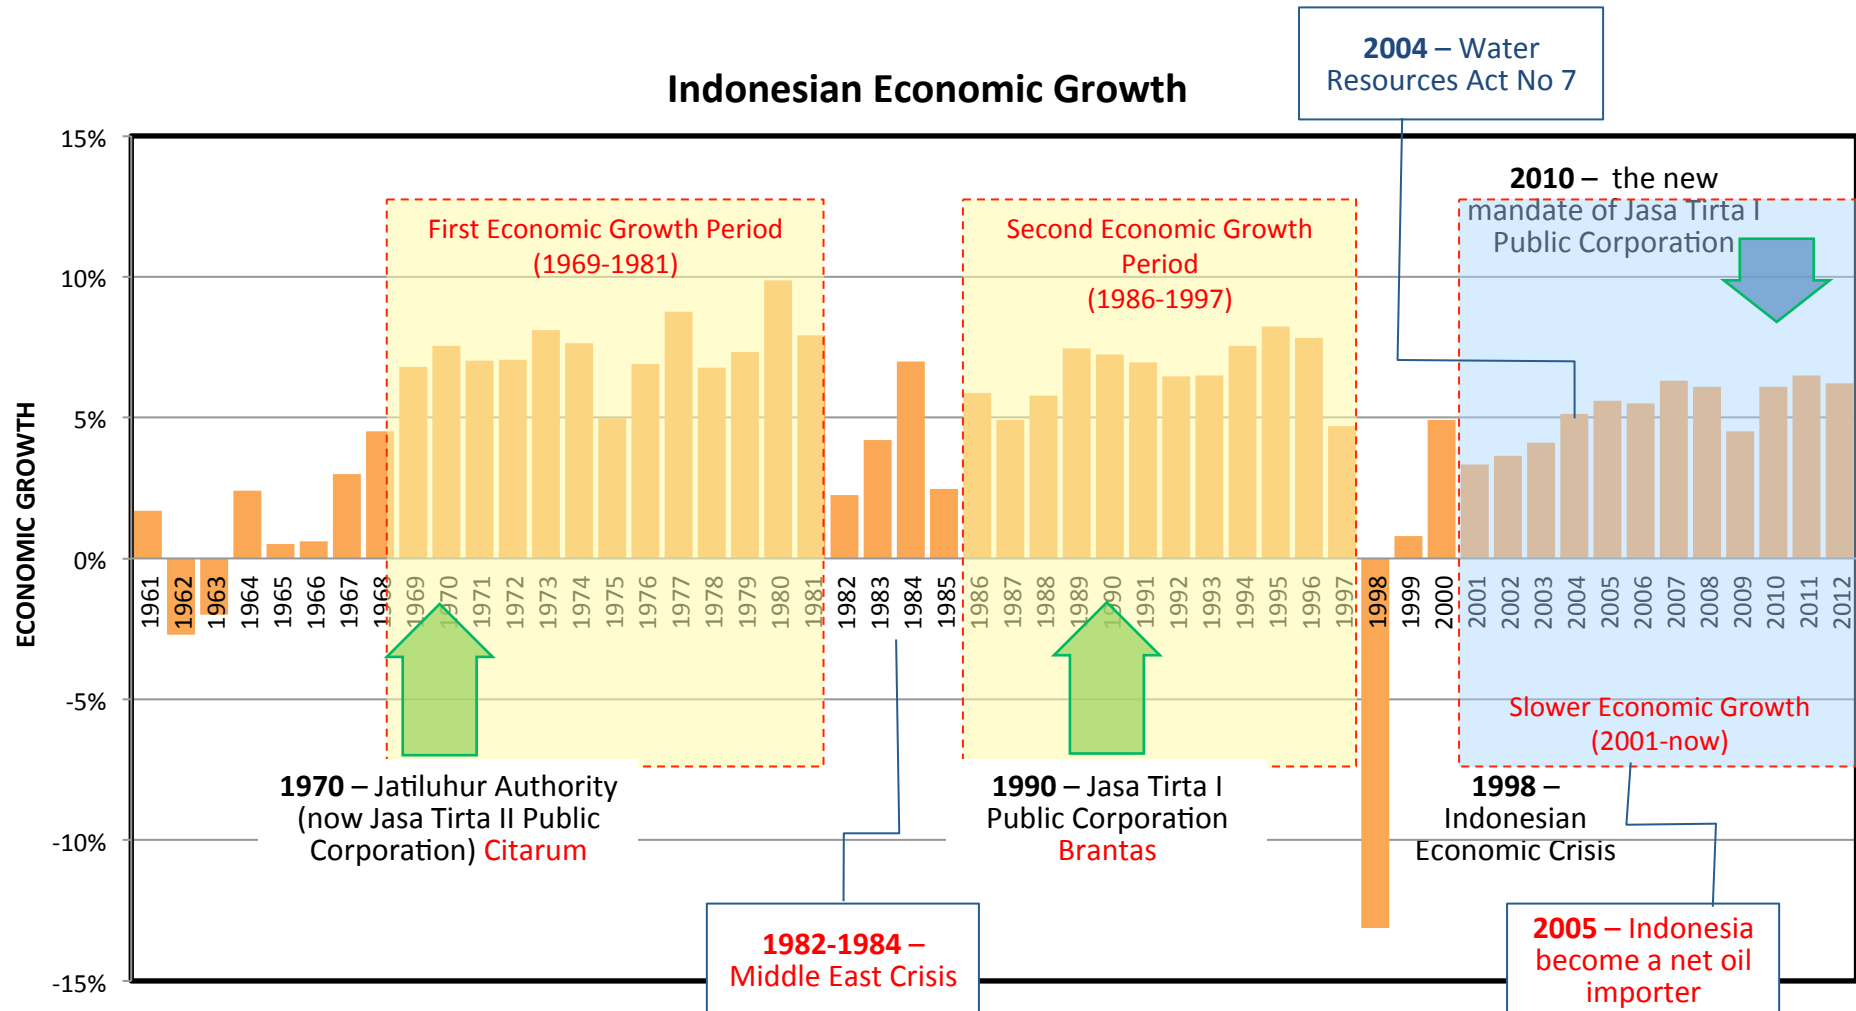 2004 – Water
Resources Act No 7
Indonesian Economic Growth
15%
10%
5%
0%
-5%
-10%
-15%
ECONOMIC GROWTH
First Economic Growth Period
(1969-1981)
Second Economic Growth
Period
(1986-1997)
2010 – the new
mandate of Jasa Tirta I
Public Corporation
1961
1962
1963
1964
1965
1966
1967
1968
1969
1970
1971
1972
1973
1974
1975
1976
1977
1978
1979
1980
1981
1982
1983
1984
1985
1986
1987
1988
1989
1990
1991
1992
1993
1994
1995
1996
1997
1998
1999
2000
2001
2002
2003
2004
2005
2006
2007
2008
2009
2010
2011
2012
Slower Economic Growth
(2001-now)
1970 – Jatiluhur Authority
(now Jasa Tirta II Public
Corporation) Citarum
1990 – Jasa Tirta I
Public Corporation
Brantas
1998 –
Indonesian
Economic Crisis
1982-1984 –
Middle East Crisis
2005 – Indonesia
become a net oil
importer